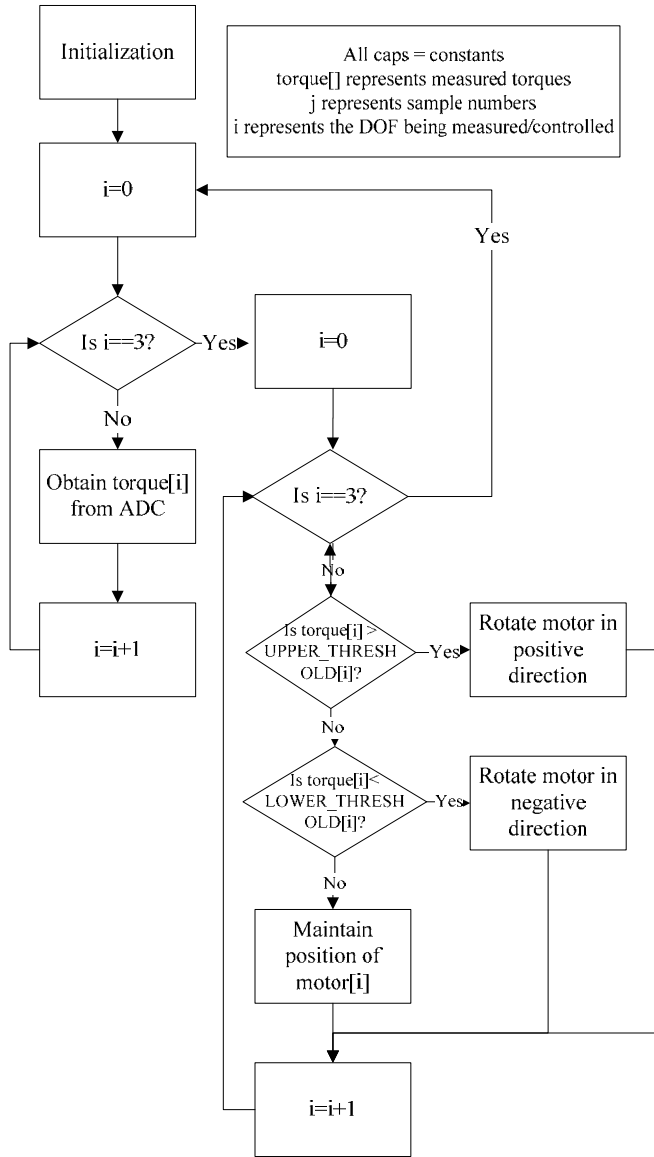 Initialization
All caps = constants
torque[] represents measured torques
j represents sample numbers
i represents the DOF being measured/controlled
i=0
Yes
Is i==3?
Yes
i=0
No
Obtain torque[i]
from ADC
Is i==3?
No
i=i+1
Is torque[i] >
UPPER_THRESH
OLD[i]?
Yes
Rotate motor in
positive
direction
No
Is torque[i]<
LOWER_THRESH
OLD[i]?
Yes
Rotate motor in
negative
direction
No
Maintain
position of
motor[i]
i=i+1